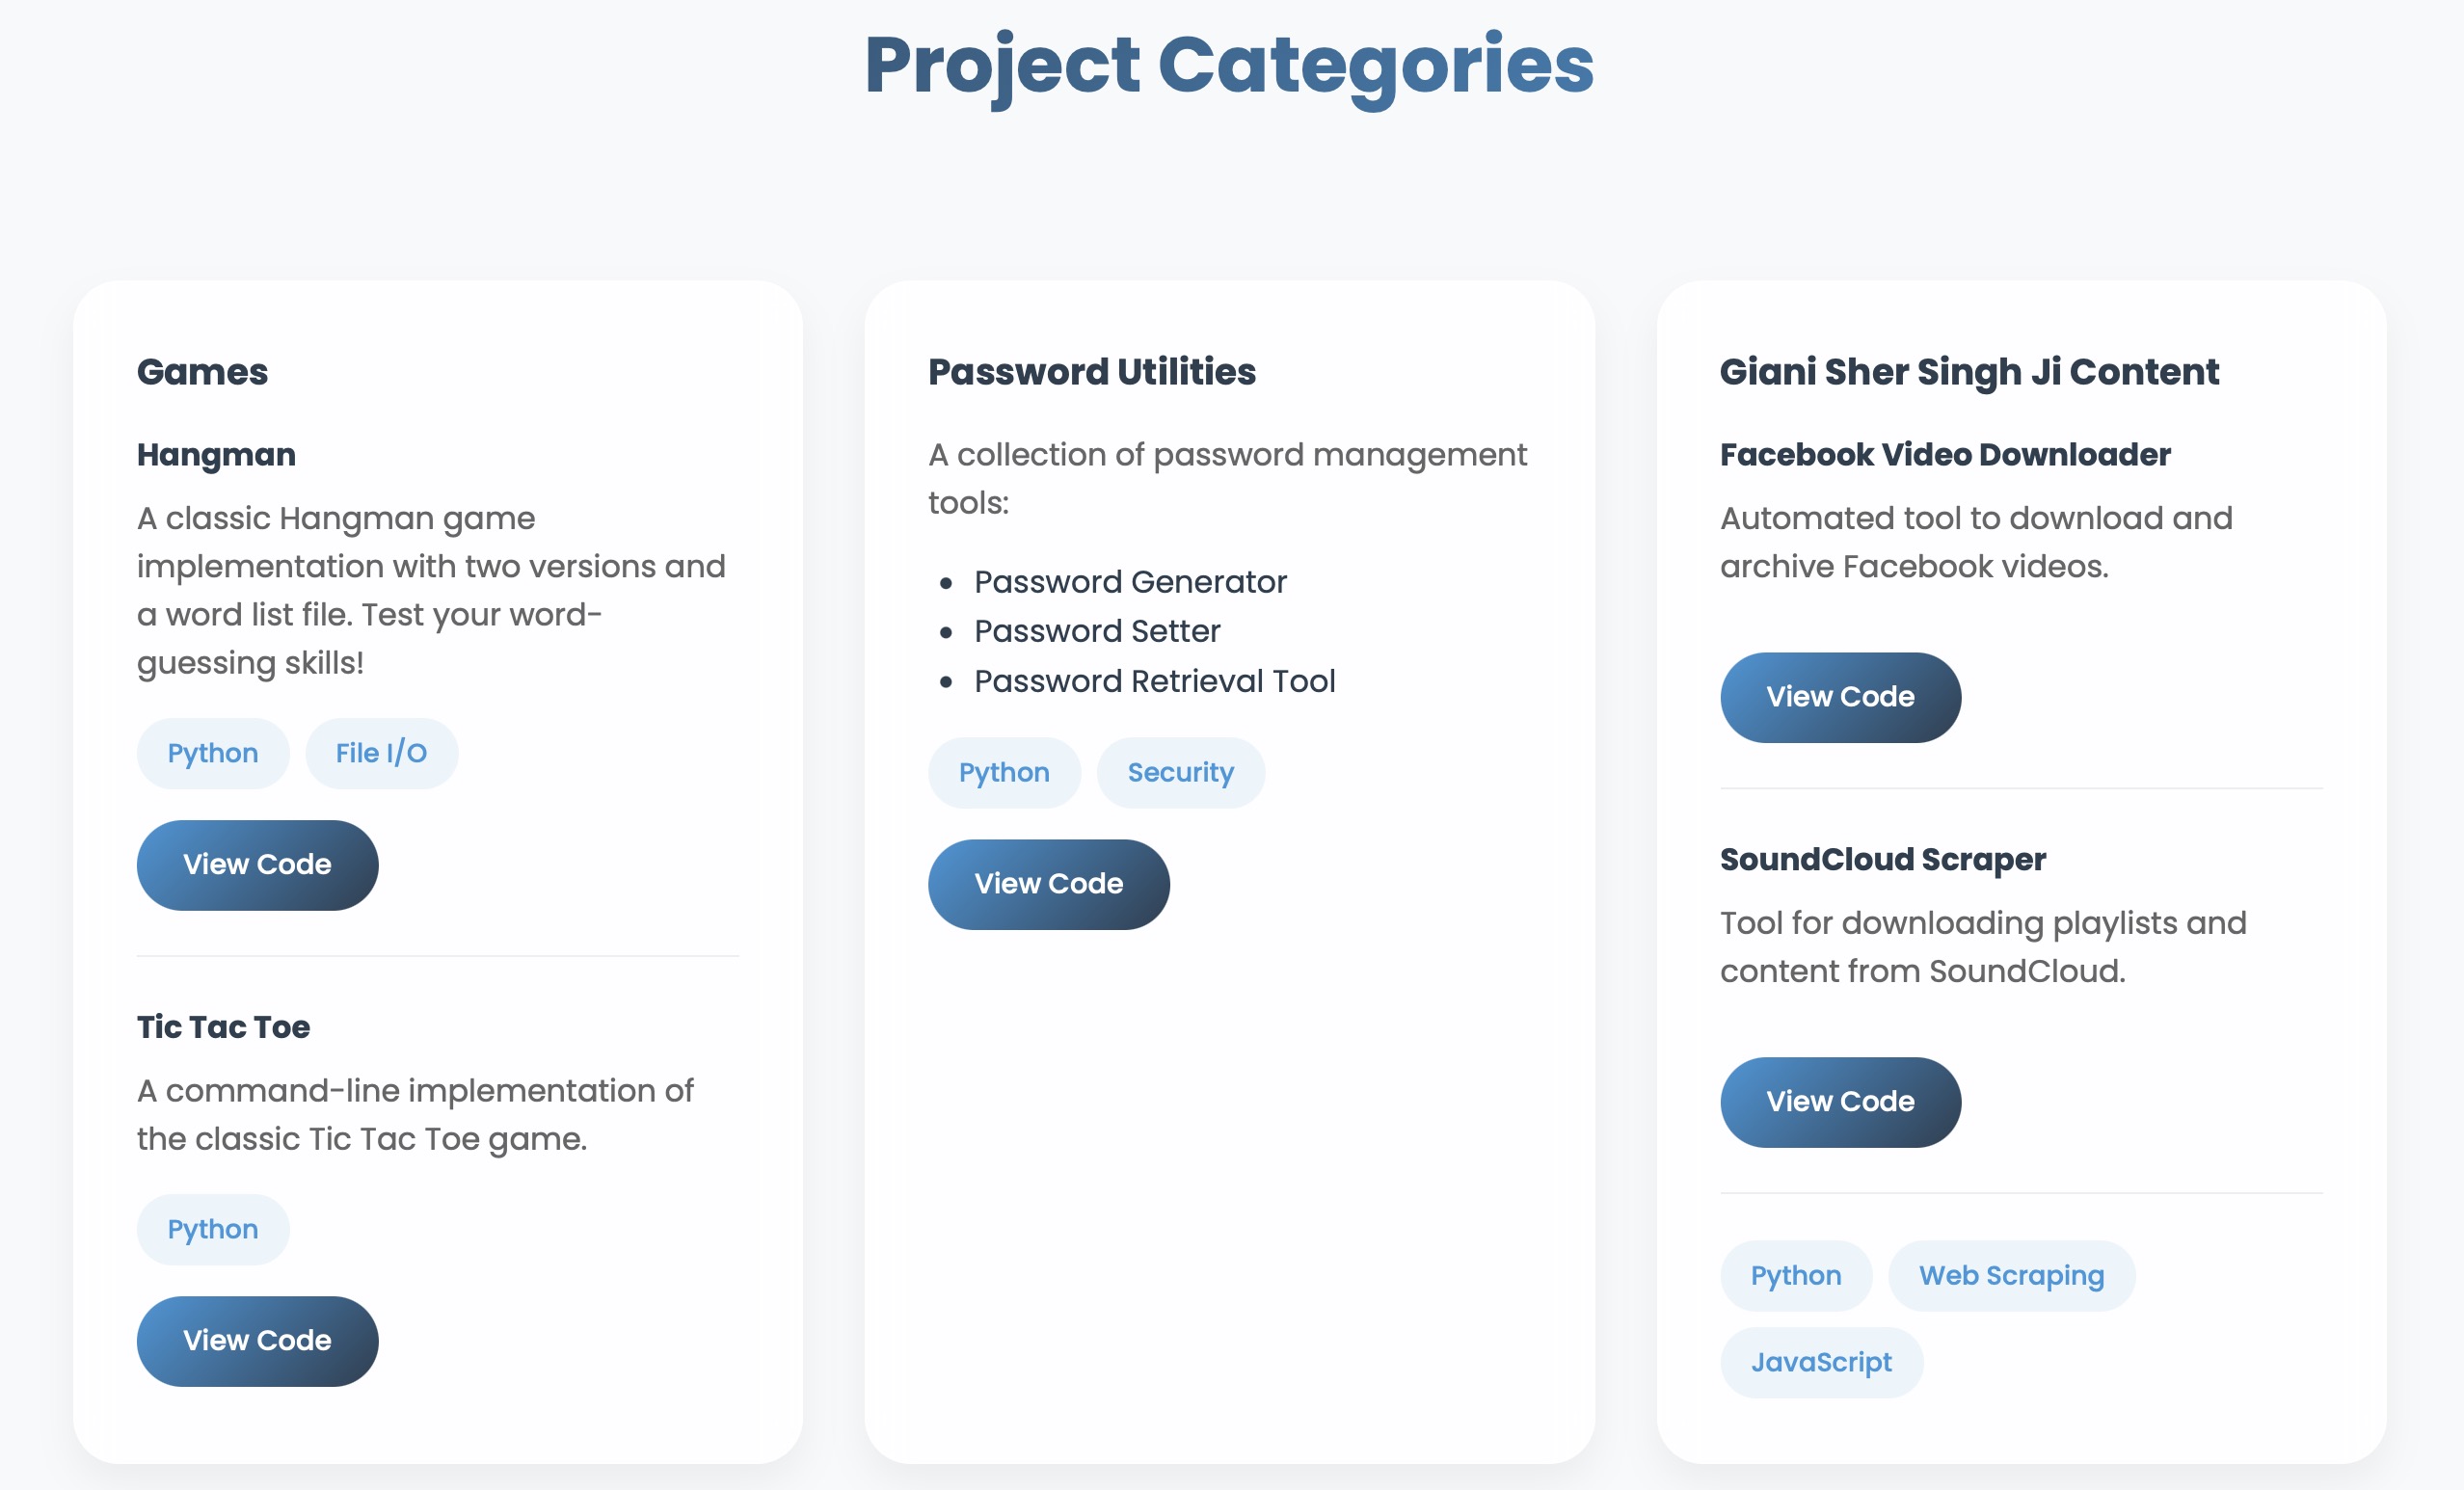 Project Categories
Games
Hangman
A classic Hangman game
implementation with two versions and
a word list file. Test your word-
guessing skills!
Python
File I/O
View Code
Tic Tac Toe
A command-line implementation of
the classic Tic Tac Toe game.
Python
View Code
Password Utilities
A collection of password management
tools:
• Password Generator
• Password Setter
• Password Retrieval Tool
Python
Security
View Code
Giani Sher Singh Ji Content
Facebook Video Downloader
Automated tool to download and
archive Facebook videos.
View Code
SoundCloud Scraper
Tool for downloading playlists and
content from SoundCloud.
View Code
Python
Web Scraping
JavaScript